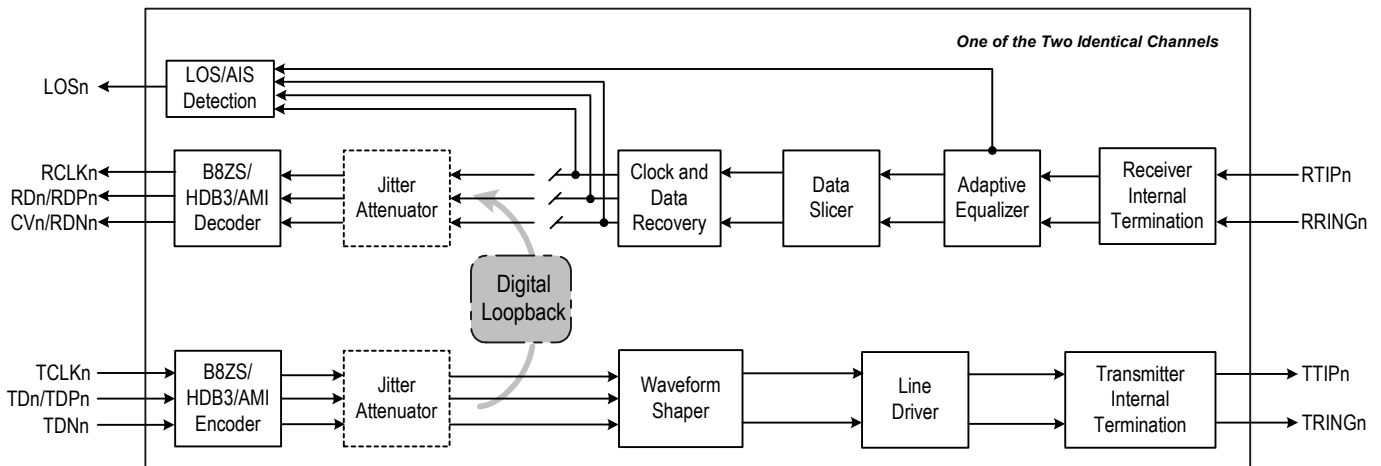 One of the Two Identical Channels
LOSn
LOS/AIS
Detection
RCLKn
RDn/RDPn
CVn/RDNn
B8ZS/
HDB3/AMI
Decoder
Jitter
Attenuator
Clock and
Data
Recovery
Data
Slicer
Adaptive
Equalizer
Receiver
Internal
Termination
RTIPn
RRINGn
Digital
Loopback
TCLKn
TDn/TDPn
TDNn
B8ZS/
HDB3/AMI
Encoder
Jitter
Attenuator
Waveform
Shaper
Line
Driver
Transmitter
Internal
Termination
TTIPn
TRINGn